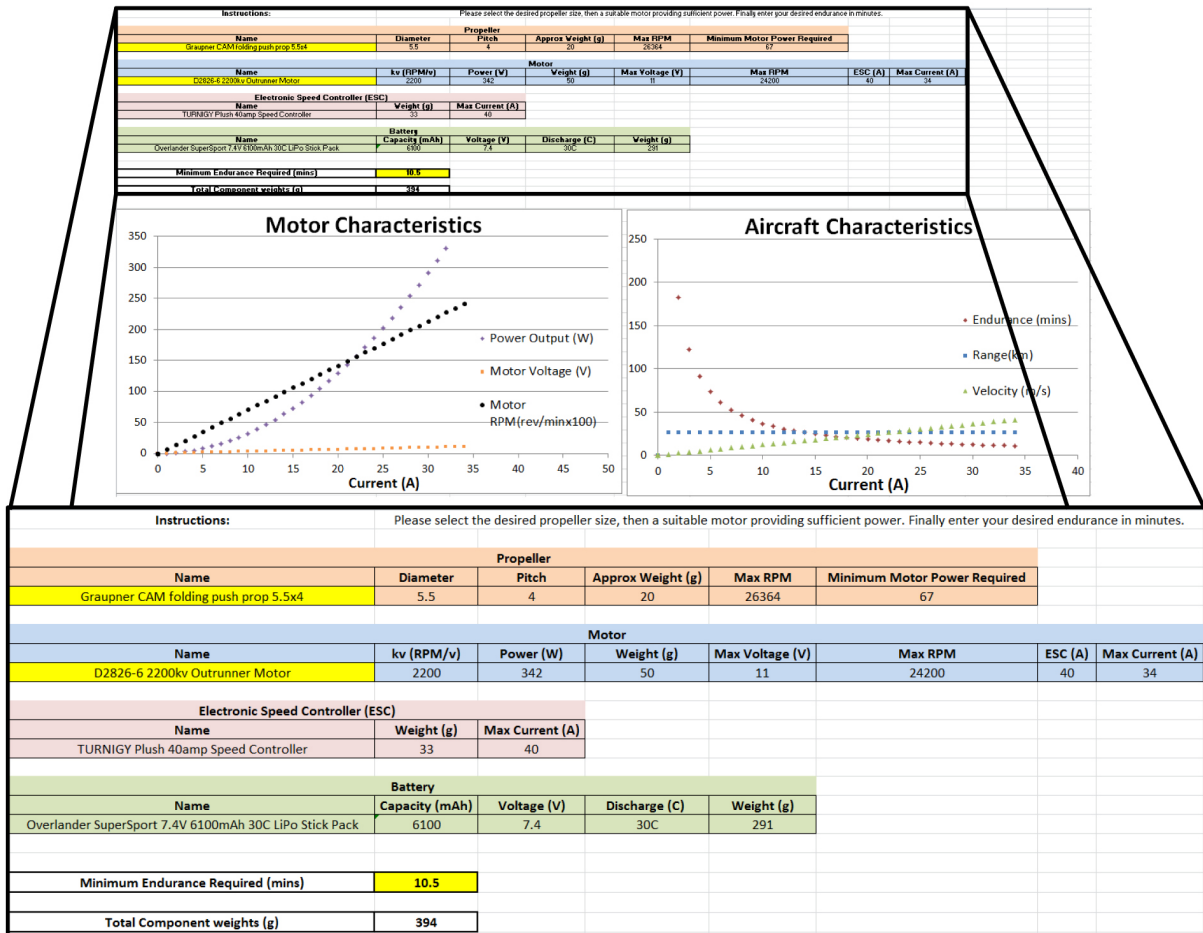 Instructions: Please select the desired propeller size, then a suitable motor providing sufficient power. Finally enter your desired endurance in minutes.
Propeller
Name Diameter Pitch Approx Weight (g) Max RPM Minimum Motor Power Required
Graupner CAM folding push prop 5.5x4 5.5 4 20 26364 67
Motor
Name kv (RPM/v) Power (W) Weight (g) Max Voltage (V) Max RPM ESC (A) Max Current (A)
D2826-6 2200kv Outrunner Motor 2200 342 50 11 24200 40 34
Electronic Speed Controller (ESC)
Name Weight (g) Max Current (A)
TURNIGY Plush 40amp Speed Controller 33 40
Battery
Name Capacity (mAh) Voltage (V) Discharge (C) Weight (g)
Overlander SuperSport 7.4V 6100mAh 30C LiPo Stick Pack 6100 7.4 30C 291
Minimum Endurance Required (mins) 10.5
Total Component weights (g) 394
Motor Characteristics
350
300
250
200
150
100
50
0
0 5 10 15 20 25 30 35 40 45 50
Current (A)
Power Output (W)
Motor Voltage (V)
Motor
RPM(rev/minx100)
Aircraft Characteristics
250
200
150
100
50
0
0 5 10 15 20 25 30 35 40
Current (A)
Endurance (mins)
Range(km)
Velocity (m/s)
Instructions: Please select the desired propeller size, then a suitable motor providing sufficient power. Finally enter your desired endurance in minutes.
Propeller
Name Diameter Pitch Approx Weight (g) Max RPM Minimum Motor Power Required
Graupner CAM folding push prop 5.5x4 5.5 4 20 26364 67
Motor
Name kv (RPM/v) Power (W) Weight (g) Max Voltage (V) Max RPM ESC (A) Max Current (A)
D2826-6 2200kv Outrunner Motor 2200 342 50 11 24200 40 34
Electronic Speed Controller (ESC)
Name Weight (g) Max Current (A)
TURNIGY Plush 40amp Speed Controller 33 40
Battery
Name Capacity (mAh) Voltage (V) Discharge (C) Weight (g)
Overlander SuperSport 7.4V 6100mAh 30C LiPo Stick Pack 6100 7.4 30C 291
Minimum Endurance Required (mins) 10.5
Total Component weights (g) 394